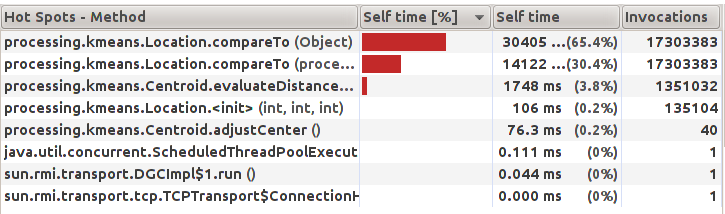 Hot Spots - Method Self time [%] Self time Invocations
processing.kmeans.Location.compareTo (Object) 30405 ...(65.4%) 17303383
processing.kmeans.Location.compareTo (proce... 14122 ...(30.4%) 17303383
processing.kmeans.Centroid.evaluateDistance... 1748 ms (3.8%) 1351032
processing.kmeans.Location.<init> (int, int, int) 106 ms (0.2%) 135104
processing.kmeans.Centroid.adjustCenter () 76.3 ms (0.2%) 40
java.util.concurrent.ScheduledThreadPoolExecut 0.111 ms (0%) 1
sun.rmi.transport.DGCImpl$1.run () 0.044 ms (0%) 1
sun.rmi.transport.tcp.TCPTransport$ConnectionH 0.000 ms (0%) 1